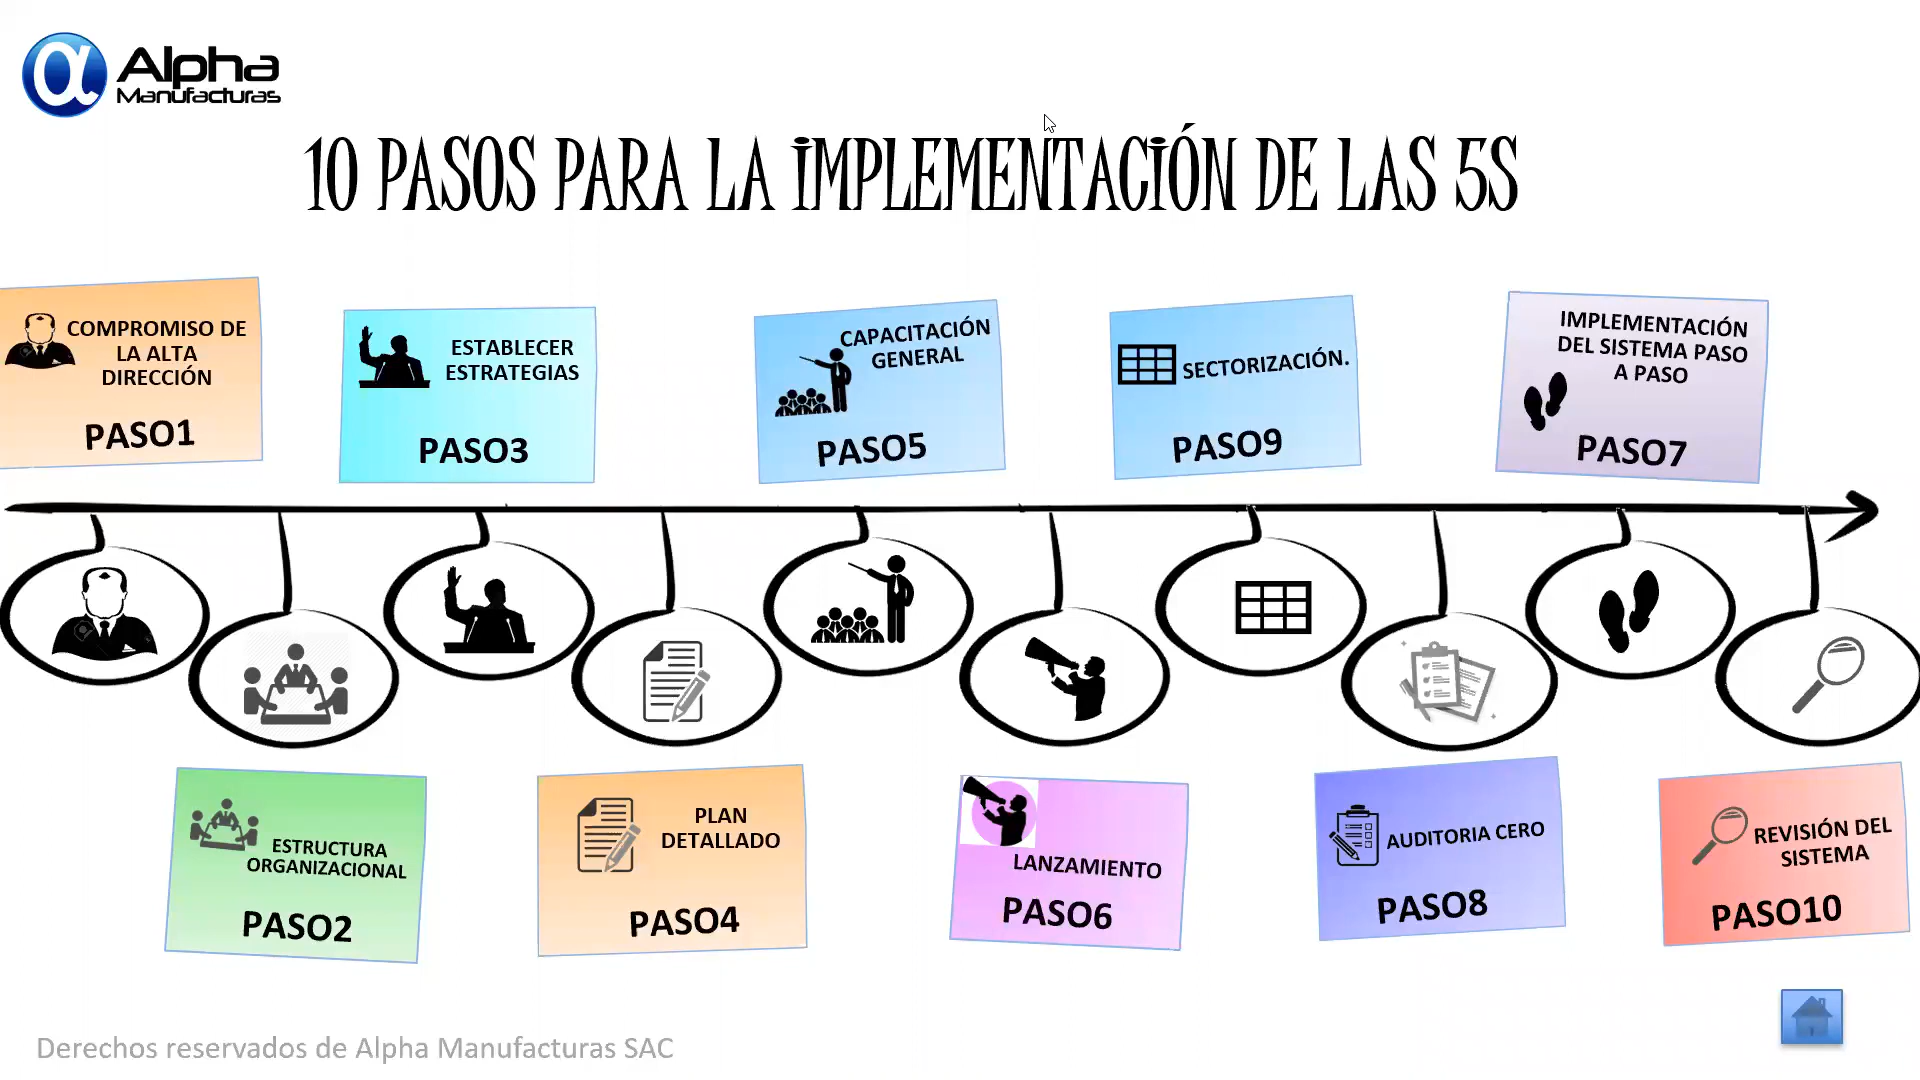 α Alpha
Manufacturas
10 PASOS PARA LA IMPLEMENTACIÓN DE LAS 5S
COMPROMISO DE
LA ALTA
DIRECCIÓN
PASO1
ESTABLECER
ESTRATEGIAS
PASO3
CAPACITACIÓN
GENERAL
PASO5
SECTORIZACIÓN.
PASO9
IMPLEMENTACIÓN
DEL SISTEMA PASO
A PASO
PASO7
ESTRUCTURA
ORGANIZACIONAL
PASO2
PLAN
DETALLADO
PASO4
LANZAMIENTO
PASO6
AUDITORIA CERO
PASO8
REVISIÓN DEL
SISTEMA
PASO10
Derechos reservados de Alpha Manufacturas SAC